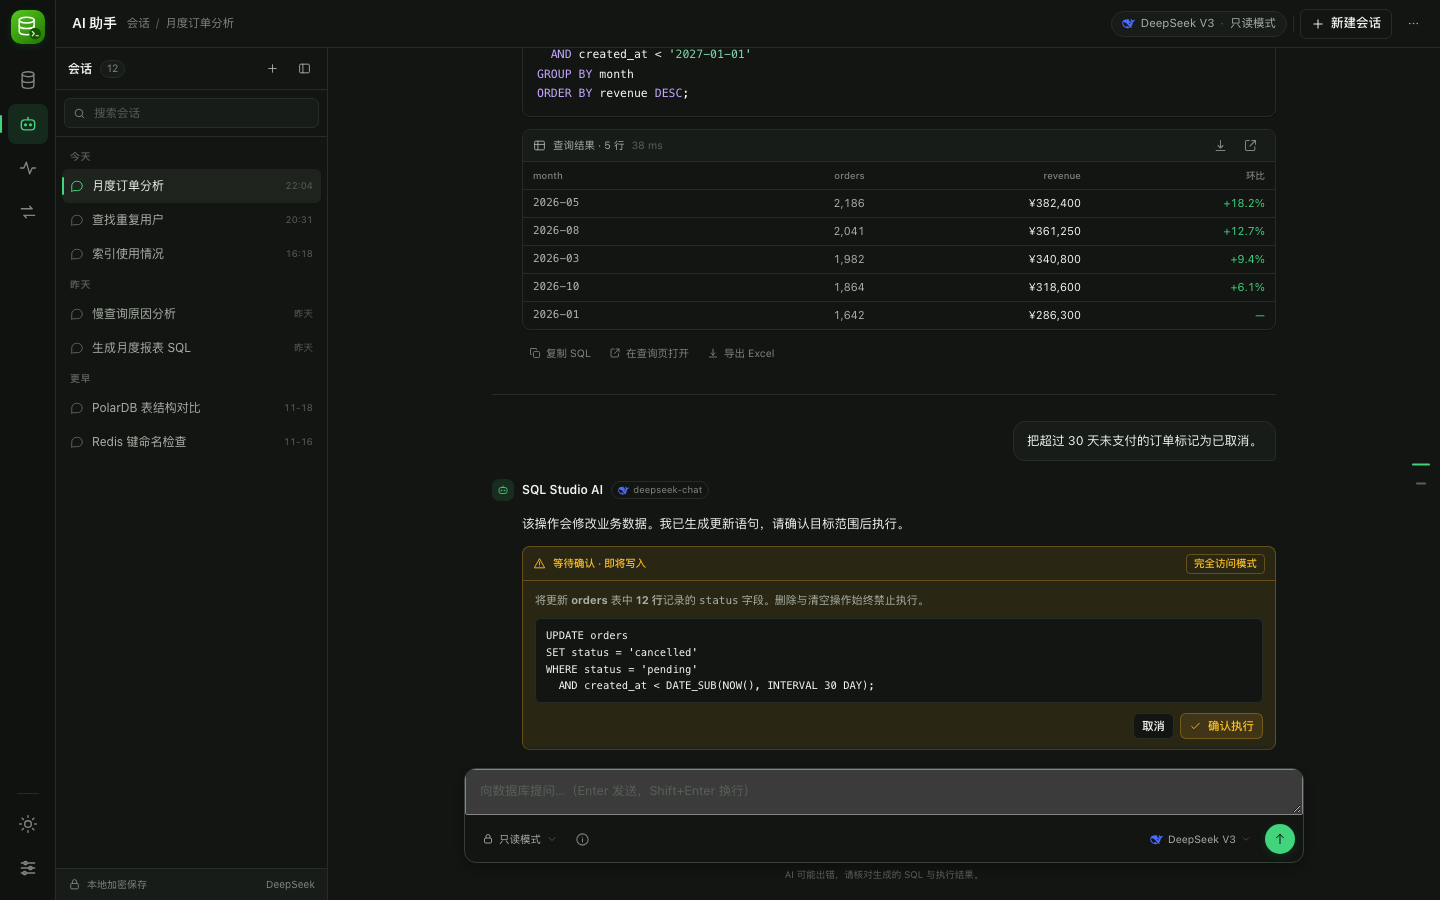 AI 助手 会话 / 月度订单分析
DeepSeek V3 · 只读模式
新建会话
会话 12
搜索会话
今天
月度订单分析 22:04
查找重复用户 20:31
索引使用情况 16:18
昨天
慢查询原因分析 昨天
生成月度报表 SQL 昨天
更早
PolarDB 表结构对比 11-18
Redis 键命名检查 11-16
本地加密保存 DeepSeek
AND created_at < '2027-01-01'
GROUP BY month
ORDER BY revenue DESC;
查询结果 · 5 行 38 ms
month orders revenue 环比
2026-05 2,186 ¥382,400 +18.2%
2026-08 2,041 ¥361,250 +12.7%
2026-03 1,982 ¥340,800 +9.4%
2026-10 1,864 ¥318,600 +6.1%
2026-01 1,642 ¥286,300 —
复制 SQL 在查询页打开 导出 Excel
把超过 30 天未支付的订单标记为已取消。
SQL Studio AI deepseek-chat
该操作会修改业务数据。我已生成更新语句，请确认目标范围后执行。
等待确认 · 即将写入 完全访问模式
将更新 orders 表中 12 行记录的 status 字段。删除与清空操作始终禁止执行。
UPDATE orders
SET status = 'cancelled'
WHERE status = 'pending'
AND created_at < DATE_SUB(NOW(), INTERVAL 30 DAY);
取消 确认执行
向数据库提问...（Enter 发送，Shift+Enter 换行）
只读模式 DeepSeek V3
AI 可能出错，请核对生成的 SQL 与执行结果。